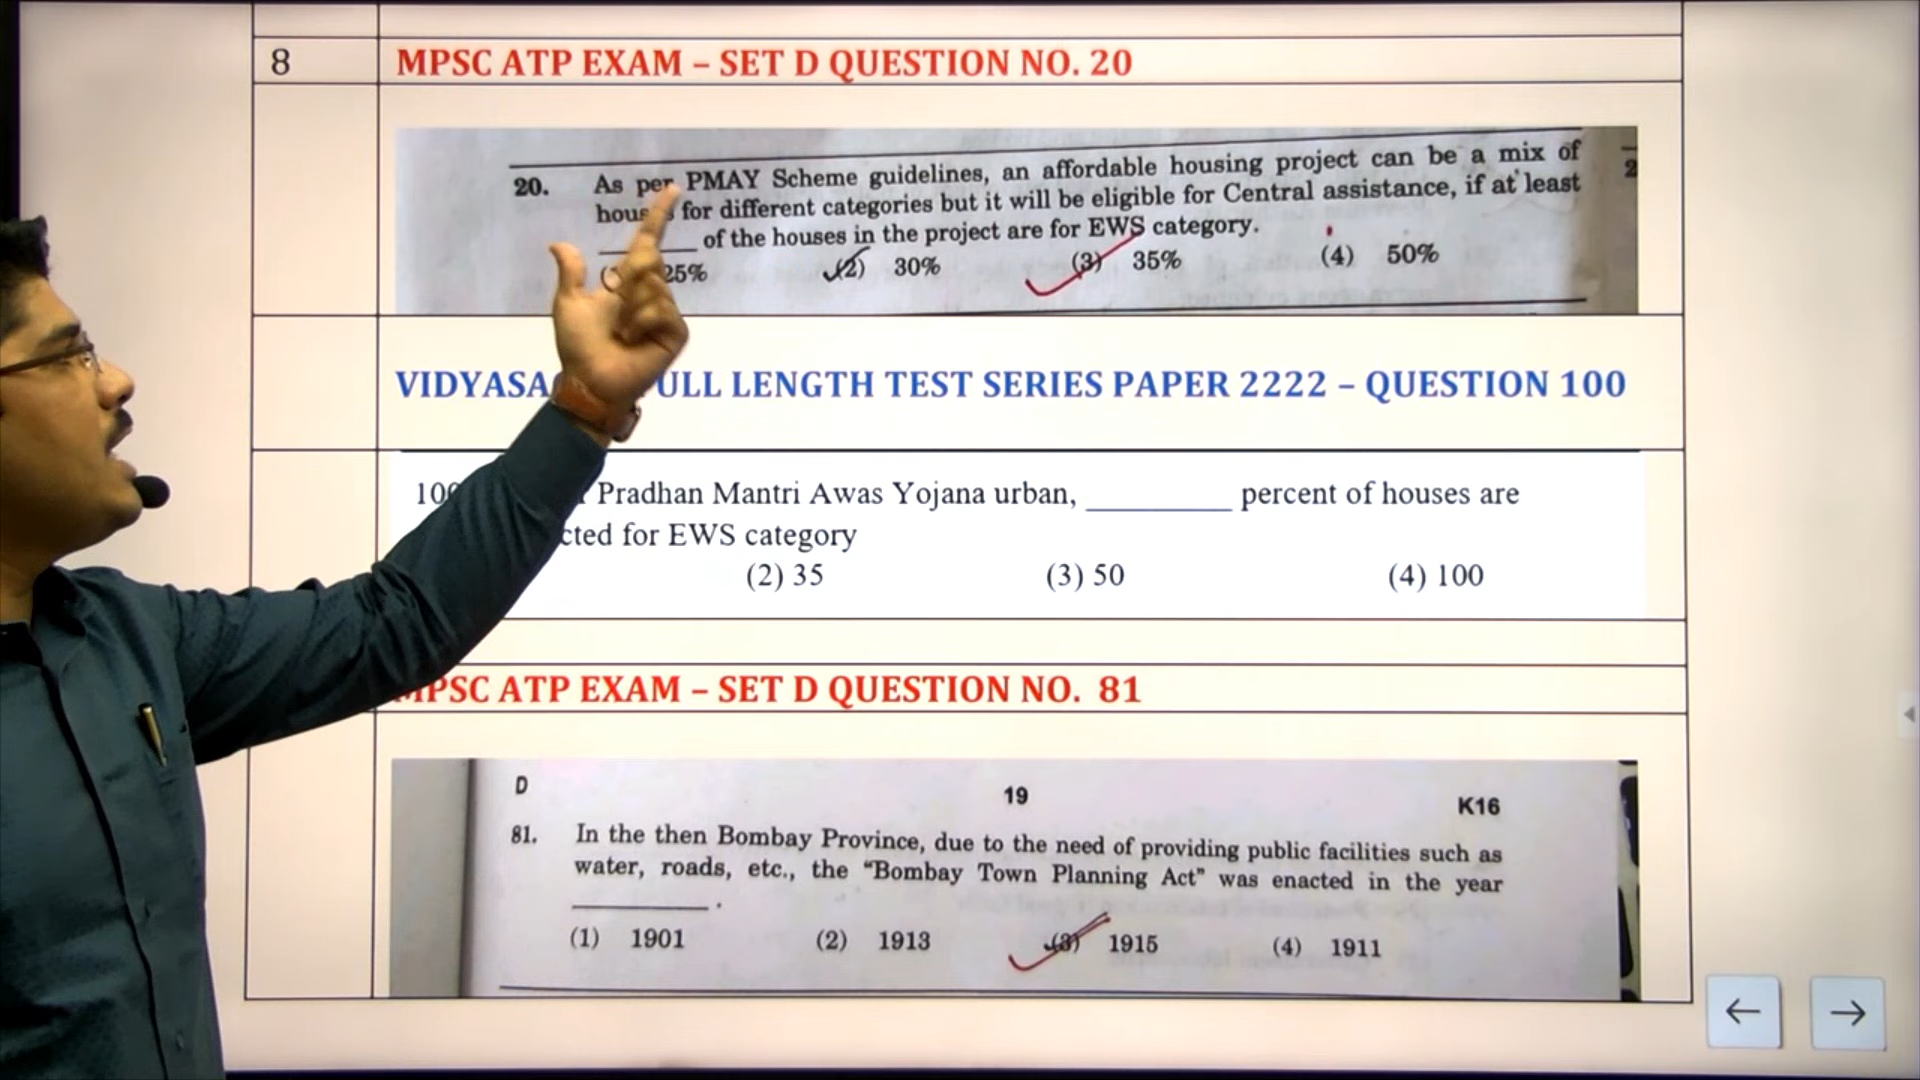 8 MPSC ATP EXAM – SET D QUESTION NO. 20
20. As per PMAY Scheme guidelines, an affordable housing project can be a mix of
for different categories but it will be eligible for Central assistance, if at least
________ of the houses in the project are for EWS category.
25% (2) 30% (3) 35% (4) 50%
2
LENGTH TEST SERIES PAPER 2222 – QUESTION 100
Pradhan Mantri Awas Yojana urban, __________ percent of houses are
for EWS category
(2) 35 (3) 50 (4) 100
MPSC ATP EXAM – SET D QUESTION NO. 81
D 19 K16
81. In the then Bombay Province, due to the need of providing public facilities such as
water, roads, etc., the “Bombay Town Planning Act” was enacted in the year
__________ .
(1) 1901 (2) 1913 (3) 1915 (4) 1911